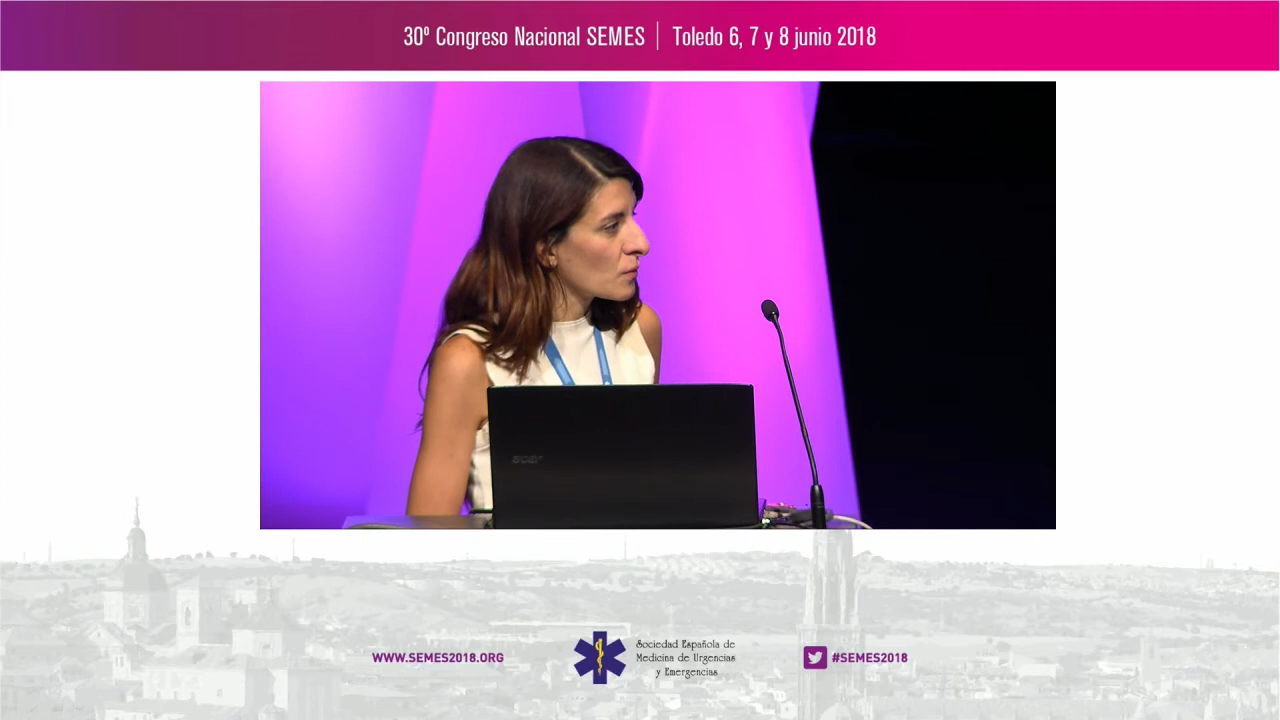 30º Congreso Nacional SEMES | Toledo 6, 7 y 8 junio 2018
acer
WWW.SEMES2018.ORG
Sociedad Española de
Medicina de Urgencias
y Emergencias
#SEMES2018